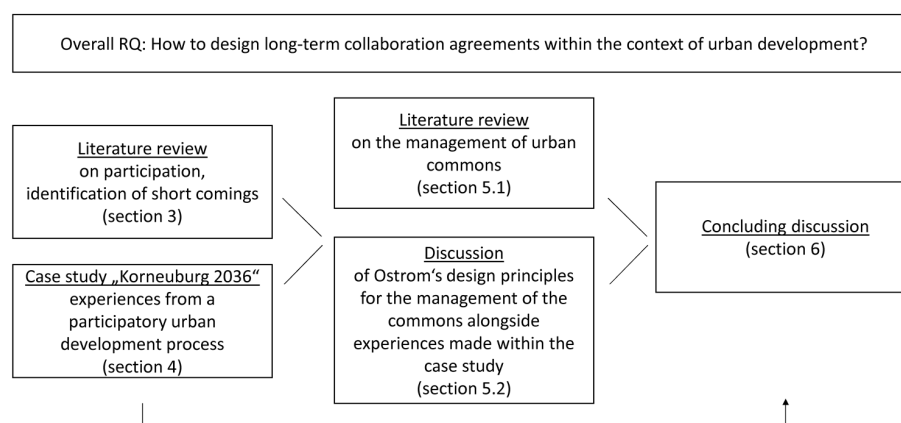 Overall RQ: How to design long-term collaboration agreements within the context of urban development?
Literature review
on participation,
identification of short comings
(section 3)
Case study „Korneuburg 2036“
experiences from a
participatory urban
development process
(section 4)
Literature review
on the management of urban
commons
(section 5.1)
Discussion
of Ostrom‘s design principles
for the management of the
commons alongside
experiences made within the
case study
(section 5.2)
Concluding discussion
(section 6)